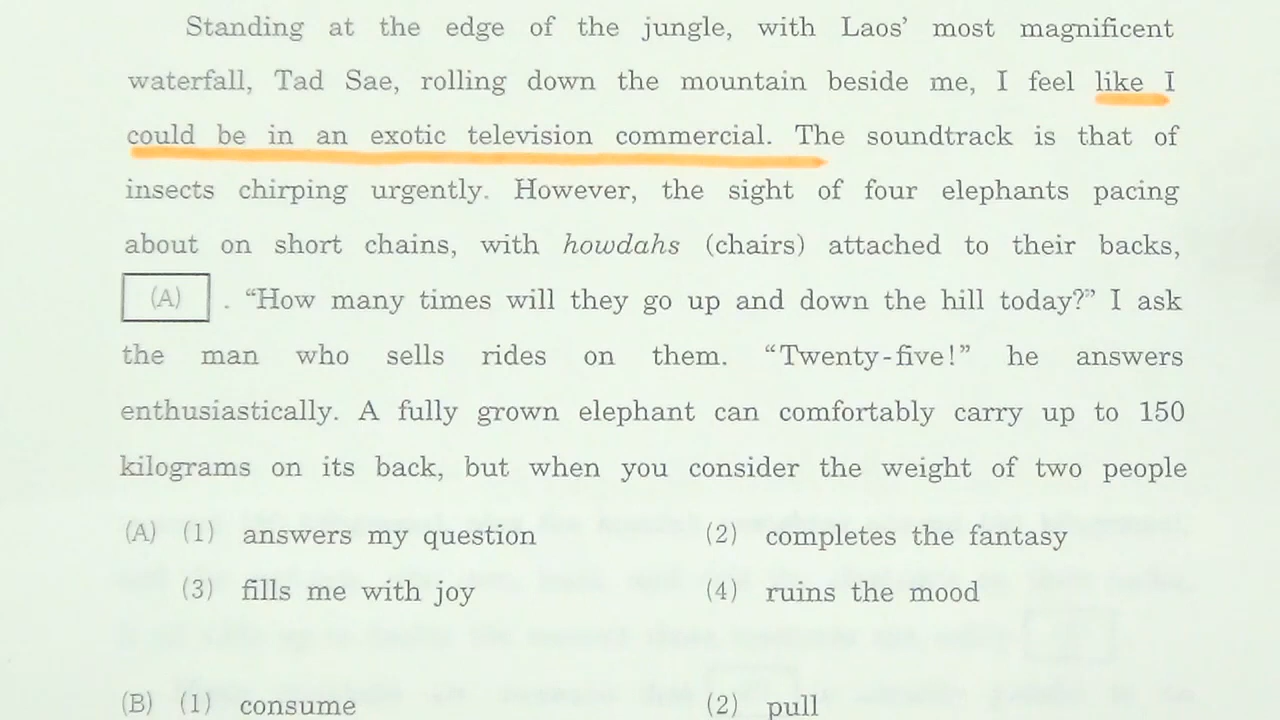 Standing at the edge of the jungle, with Laos’ most magnificent
waterfall, Tad Sae, rolling down the mountain beside me, I feel like I
could be in an exotic television commercial. The soundtrack is that of
insects chirping urgently. However, the sight of four elephants pacing
about on short chains, with howdahs (chairs) attached to their backs,
(A) . “How many times will they go up and down the hill today?” I ask
the man who sells rides on them. “Twenty-five!” he answers
enthusiastically. A fully grown elephant can comfortably carry up to 150
kilograms on its back, but when you consider the weight of two people
(A) (1) answers my question (2) completes the fantasy
(3) fills me with joy (4) ruins the mood
(B) (1) consume (2) pull